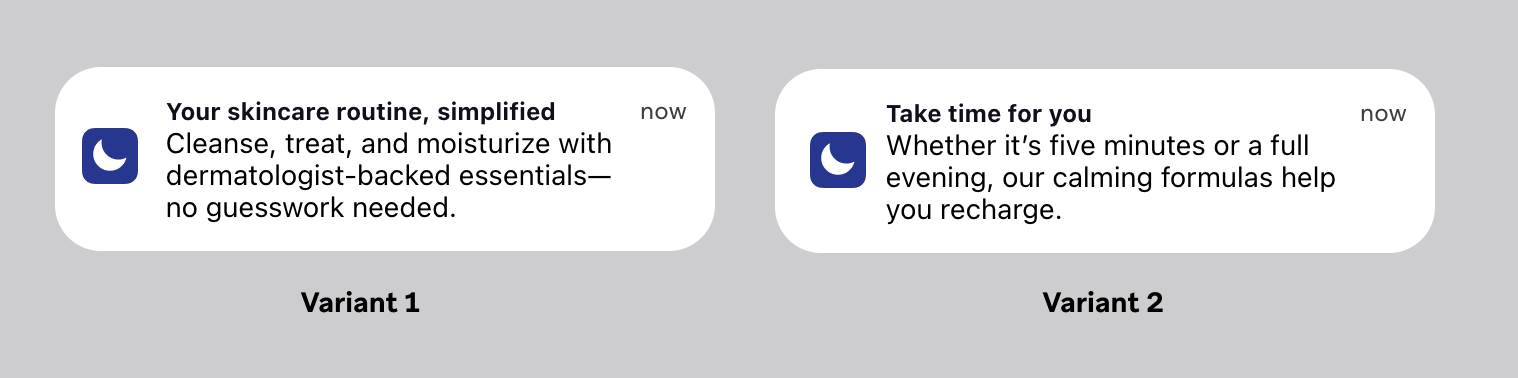 Your skincare routine, simplified
now
Cleanse, treat, and moisturize with
dermatologist-backed essentials—
no guesswork needed.
Variant 1
Take time for you
now
Whether it’s five minutes or a full
evening, our calming formulas help
you recharge.
Variant 2